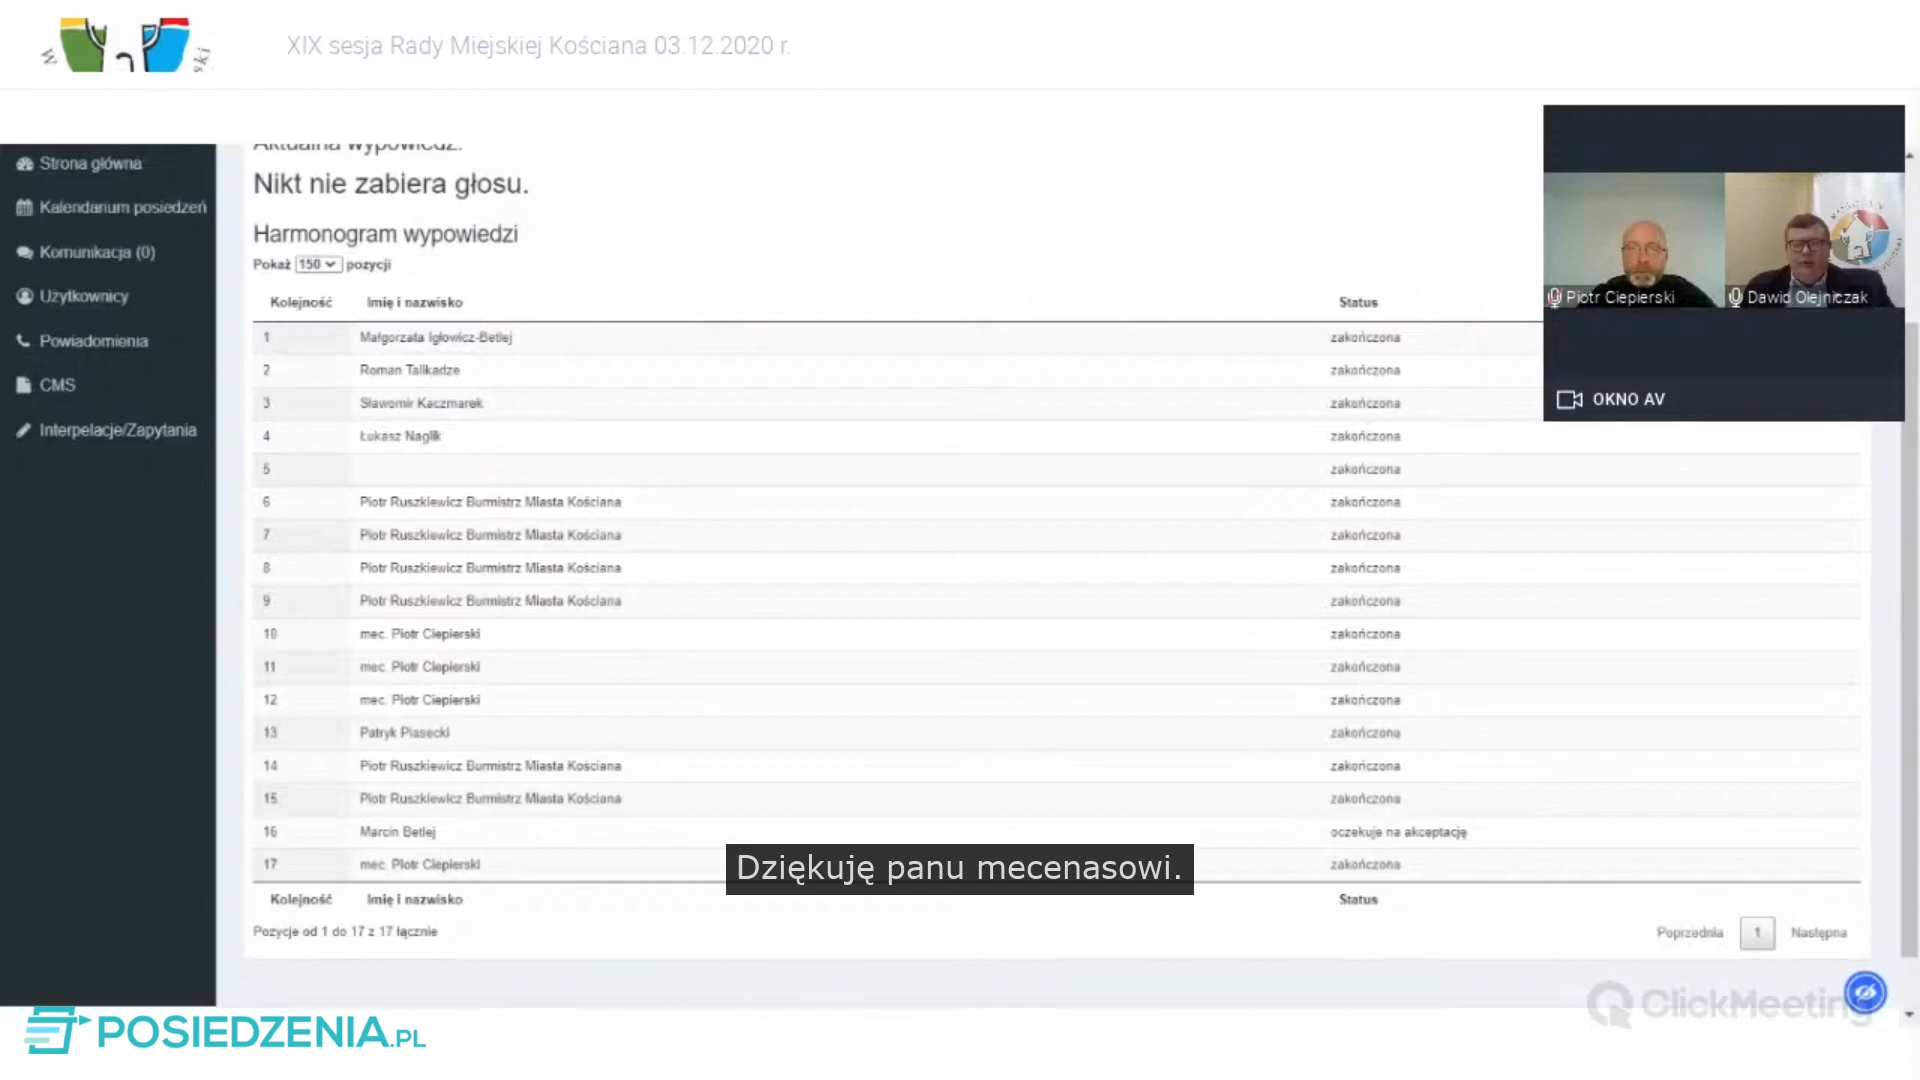 XIX sesja Rady Miejskiej Kościana 03.12.2020 r.
Strona główna
Kalendarium posiedzeń
Komunikacja (0)
Użytkownicy
Powiadomienia
CMS
Interpelacje/Zapytania
Aktualna wypowiedź:
Nikt nie zabiera głosu.
Harmonogram wypowiedzi
Pokaż 150 pozycji
Kolejność Imię i nazwisko Status
1 Małgorzata Igłowicz-Betlej zakończona
2 Roman Talikadze zakończona
3 Sławomir Kaczmarek zakończona
4 Łukasz Naglik zakończona
5 zakończona
6 Piotr Ruszkiewicz Burmistrz Miasta Kościana zakończona
7 Piotr Ruszkiewicz Burmistrz Miasta Kościana zakończona
8 Piotr Ruszkiewicz Burmistrz Miasta Kościana zakończona
9 Piotr Ruszkiewicz Burmistrz Miasta Kościana zakończona
10 mec. Piotr Ciepierski zakończona
11 mec. Piotr Ciepierski zakończona
12 mec. Piotr Ciepierski zakończona
13 Patryk Piasecki zakończona
14 Piotr Ruszkiewicz Burmistrz Miasta Kościana zakończona
15 Piotr Ruszkiewicz Burmistrz Miasta Kościana zakończona
16 Marcin Betlej oczekuje na akceptację
17 mec. Piotr Ciepierski zakończona
Kolejność Imię i nazwisko Status
Pozycje od 1 do 17 z 17 łącznie
Poprzednia 1 Następna
Piotr Ciepierski
Dawid Olejniczak
OKNO AV
Dziękuję panu mecenasowi.
ClickMeeting
POSIEDZENIA.PL